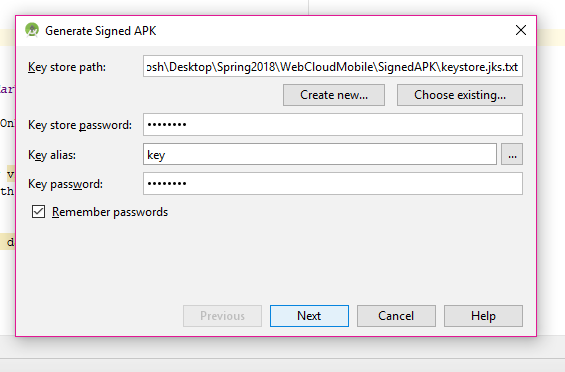 Generate Signed APK
Key store path:
osh\Desktop\Spring2018\WebCloudMobile\SignedAPK\keystore.jks.txt
Create new...
Choose existing...
Key store password:
••••••••
Key alias:
key
...
Key password:
••••••••
Remember passwords
Previous
Next
Cancel
Help